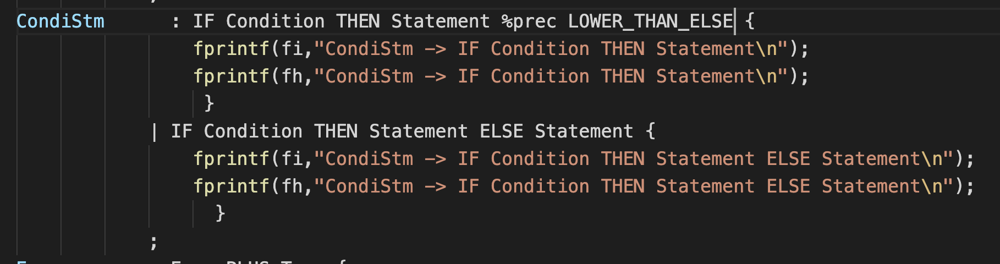 CondiStm : IF Condition THEN Statement %prec LOWER_THAN_ELSE {
fprintf(fi,"CondiStm -> IF Condition THEN Statement\n");
fprintf(fh,"CondiStm -> IF Condition THEN Statement\n");
}
| IF Condition THEN Statement ELSE Statement {
fprintf(fi,"CondiStm -> IF Condition THEN Statement ELSE Statement\n");
fprintf(fh,"CondiStm -> IF Condition THEN Statement ELSE Statement\n");
}
;